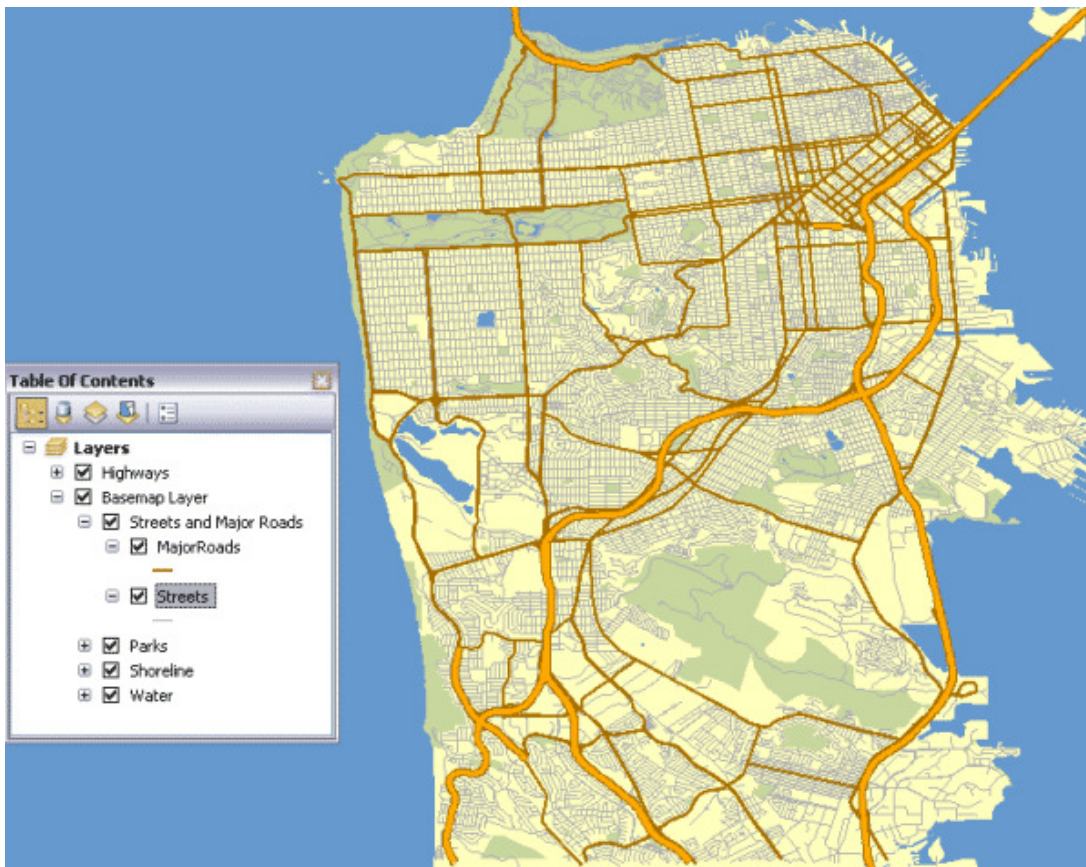 Table Of Contents
Layers
Highways
Basemap Layer
Streets and Major Roads
MajorRoads
Streets
Parks
Shoreline
Water